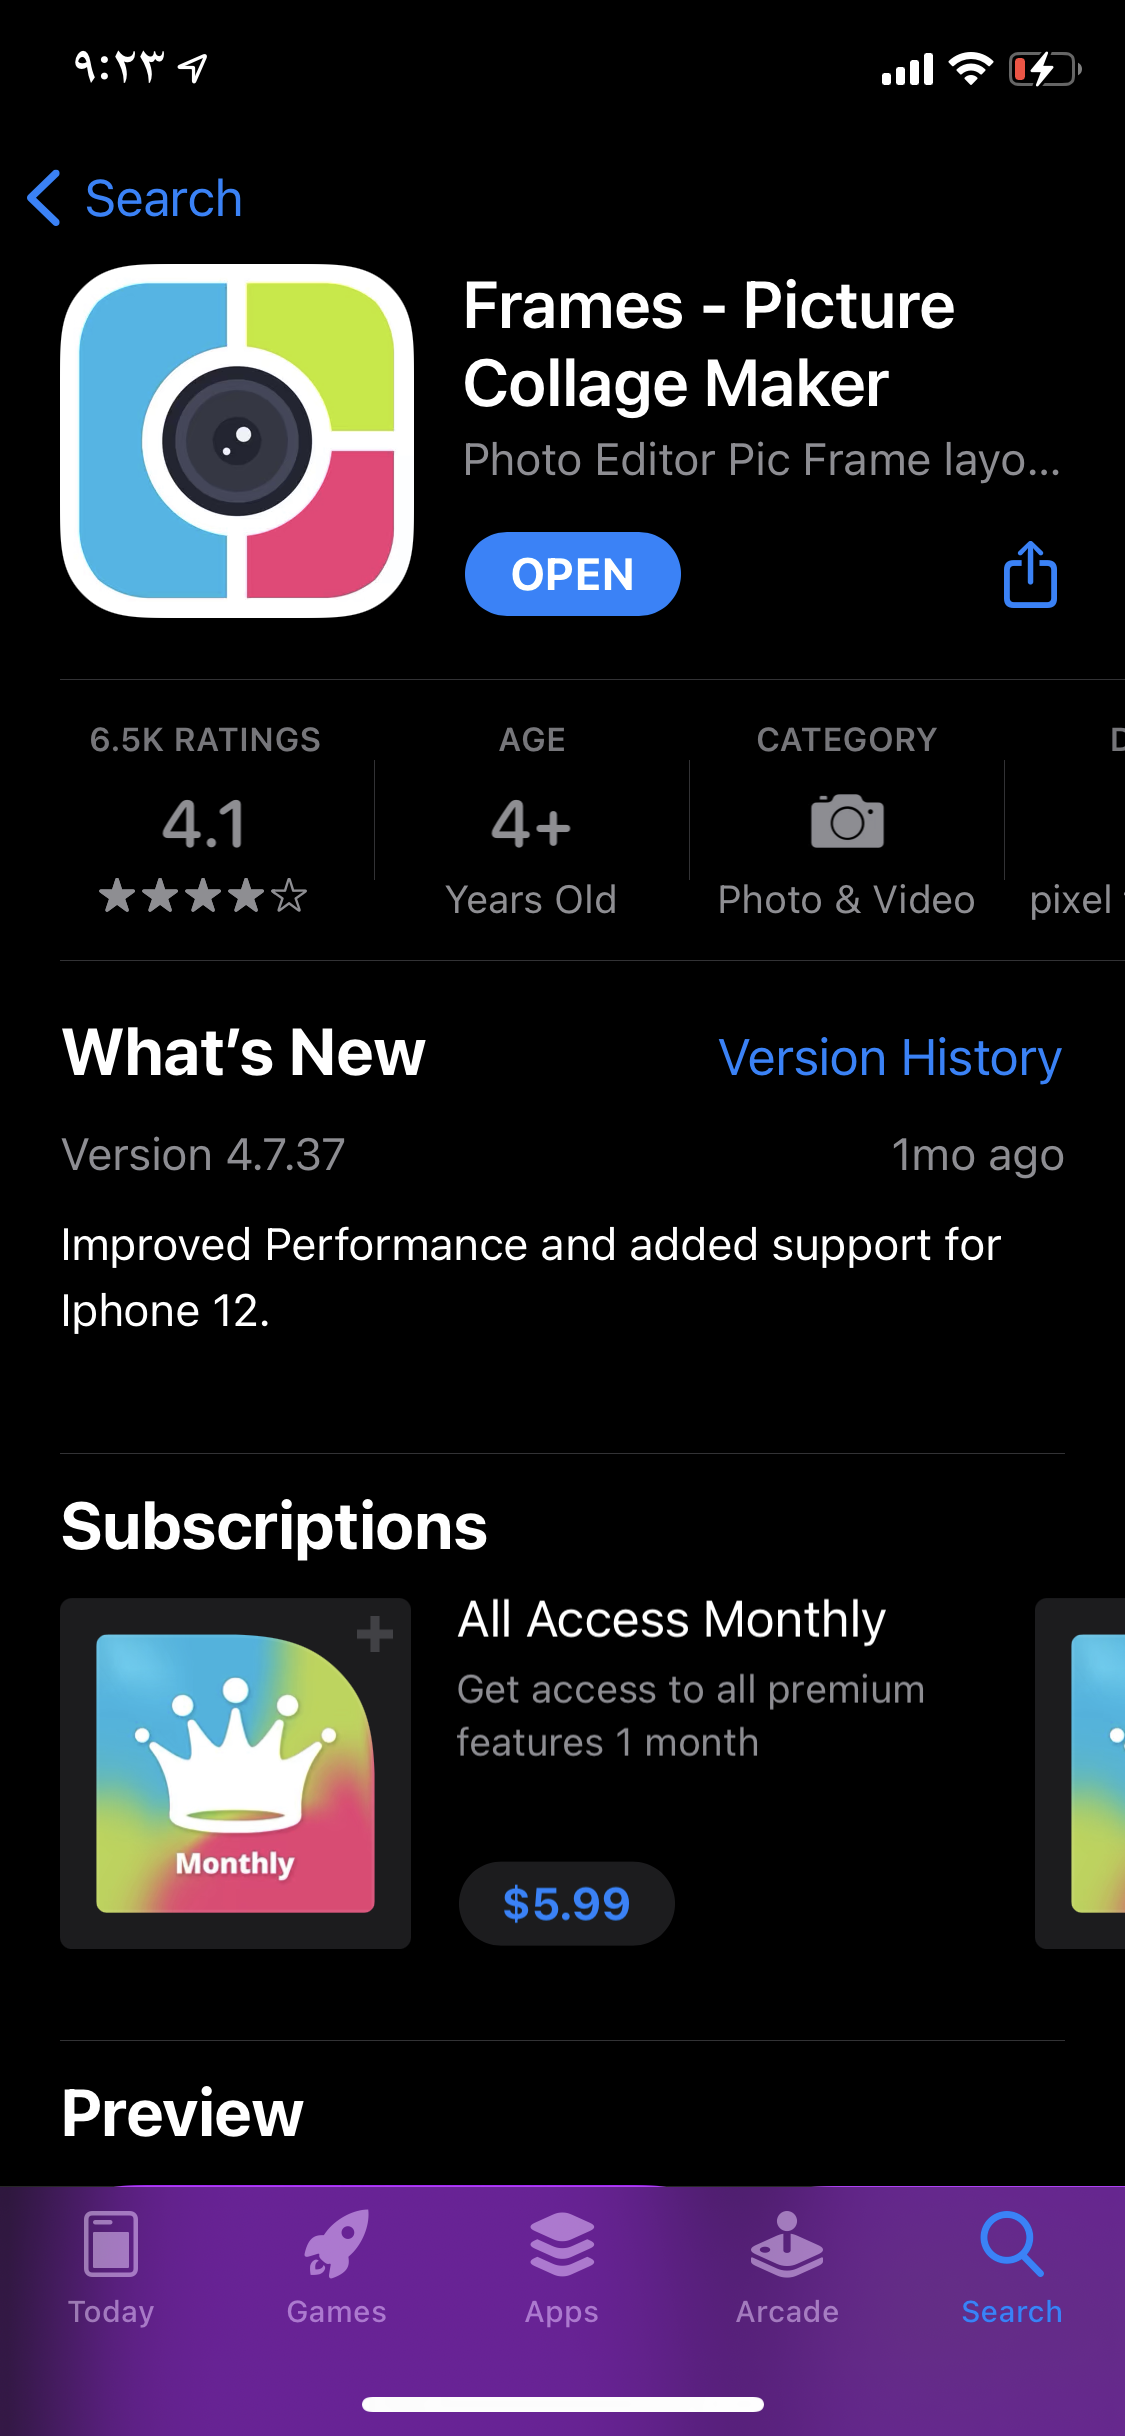 ٩:٢٣
Search
Frames - Picture
Collage Maker
Photo Editor Pic Frame layo...
OPEN
6.5K RATINGS
4.1
AGE
4+
Years Old
CATEGORY
Photo & Video
D
pixel
What's New
Version History
Version 4.7.37
1mo ago
Improved Performance and added support for
Iphone 12.
Subscriptions
Monthly
All Access Monthly
Get access to all premium
features 1 month
$5.99
Preview
Today
Games
Apps
Arcade
Search